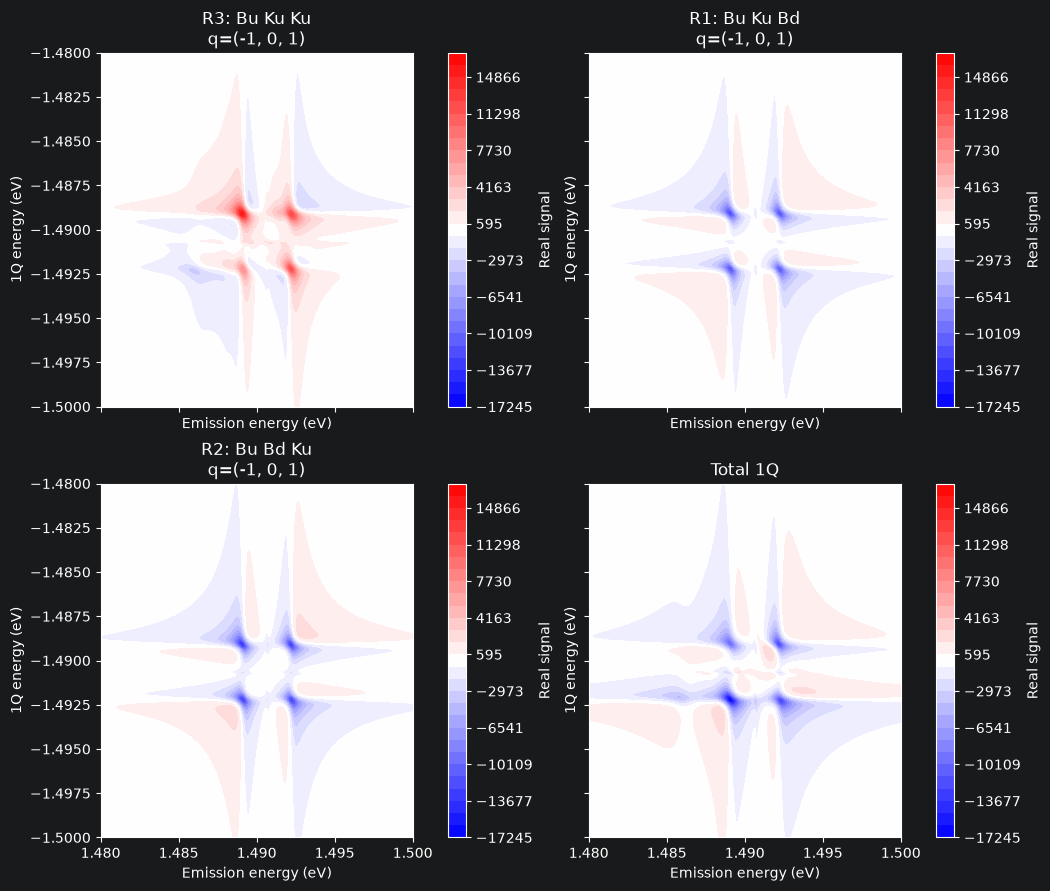 R3: Bu Ku Ku
q=(-1, 0, 1)
−1.4800
−1.4825
−1.4850
−1.4875
−1.4900
−1.4925
−1.4950
−1.4975
−1.5000
1Q energy (eV)
Emission energy (eV)
14866
11298
7730
4163
595
−2973
−6541
−10109
−13677
−17245
Real signal
R1: Bu Ku Bd
q=(-1, 0, 1)
1Q energy (eV)
Emission energy (eV)
14866
11298
7730
4163
595
−2973
−6541
−10109
−13677
−17245
Real signal
R2: Bu Bd Ku
q=(-1, 0, 1)
−1.4800
−1.4825
−1.4850
−1.4875
−1.4900
−1.4925
−1.4950
−1.4975
−1.5000
1Q energy (eV)
1.480 1.485 1.490 1.495 1.500
Emission energy (eV)
14866
11298
7730
4163
595
−2973
−6541
−10109
−13677
−17245
Real signal
Total 1Q
1Q energy (eV)
1.480 1.485 1.490 1.495 1.500
Emission energy (eV)
14866
11298
7730
4163
595
−2973
−6541
−10109
−13677
−17245
Real signal